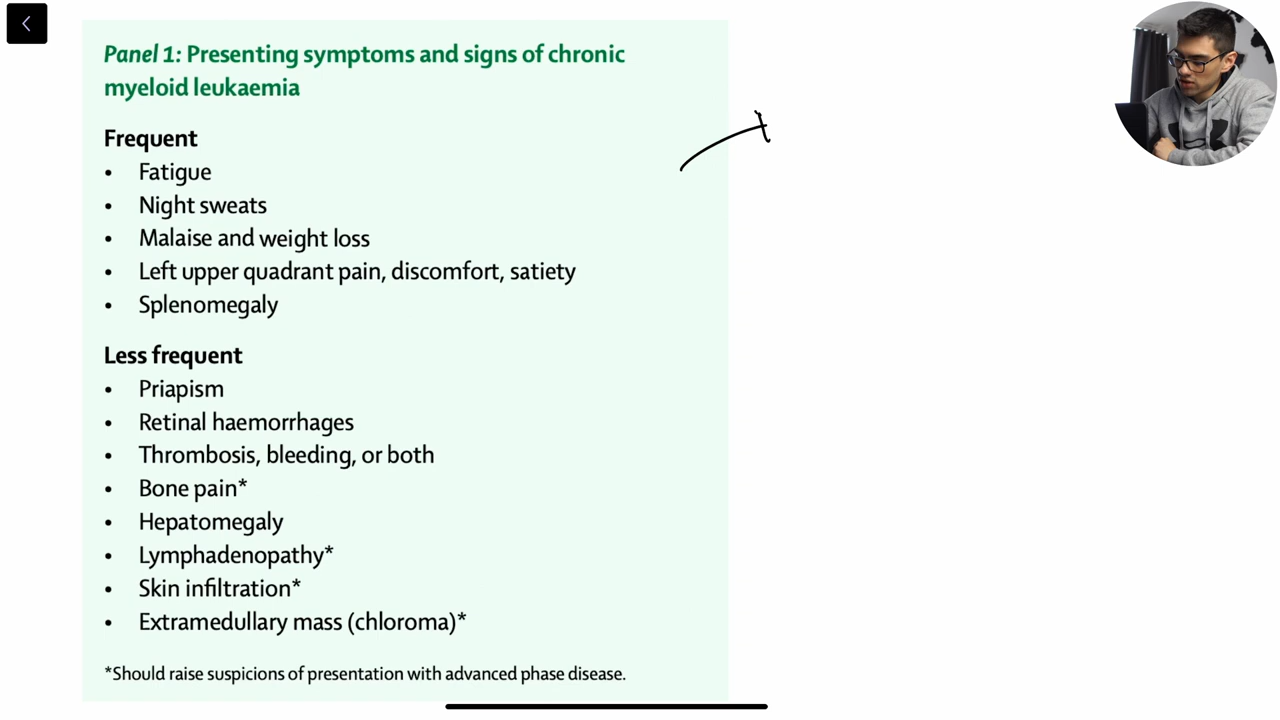 Panel 1: Presenting symptoms and signs of chronic
myeloid leukaemia
Frequent
• Fatigue
• Night sweats
• Malaise and weight loss
• Left upper quadrant pain, discomfort, satiety
• Splenomegaly
Less frequent
• Priapism
• Retinal haemorrhages
• Thrombosis, bleeding, or both
• Bone pain*
• Hepatomegaly
• Lymphadenopathy*
• Skin infiltration*
• Extramedullary mass (chloroma)*
*Should raise suspicions of presentation with advanced phase disease.